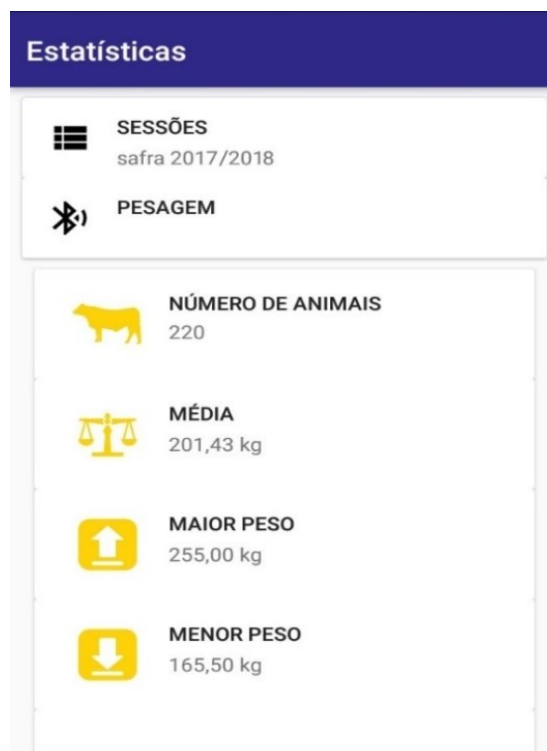 Estatísticas
SESSÕES
safra 2017/2018
PESAGEM
NÚMERO DE ANIMAIS
220
MÉDIA
201,43 kg
MAIOR PESO
255,00 kg
MENOR PESO
165,50 kg